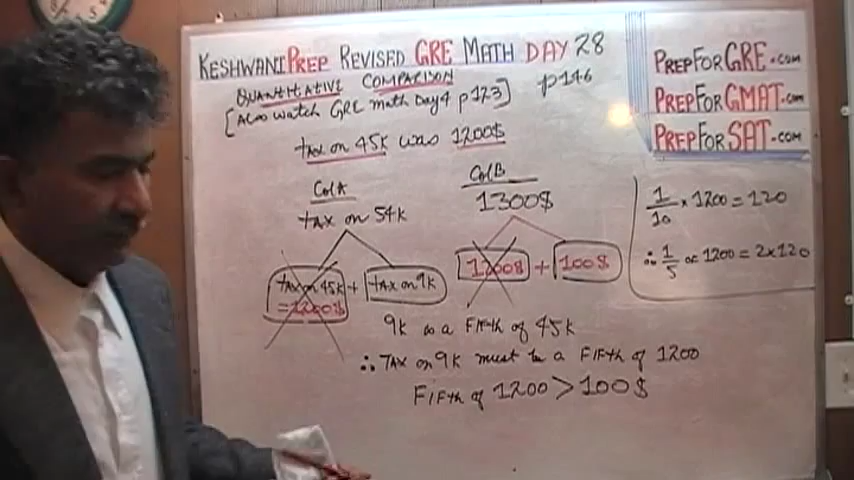 KESHWANIPREP REVISED GRE MATH DAY 28
QUANTITATIVE COMPARISON
[Also watch GRE math Day 4 p123]
p146
PREPFORGRE.COM
PREPFORGMAT.COM
PREPFORSAT.COM
tax on 45K was 1200$
Col A
Col B
tax on 54K
1300$
tax on 45K + tax on 9K
= 1200$
1200$ + 100$
1/10 × 1200 = 120
∴ 1/5 of 1200 = 2×120
9K is a FIFth of 45K
∴ TAX on 9K must be a FIFth of 1200
FIFth of 1200 > 100$